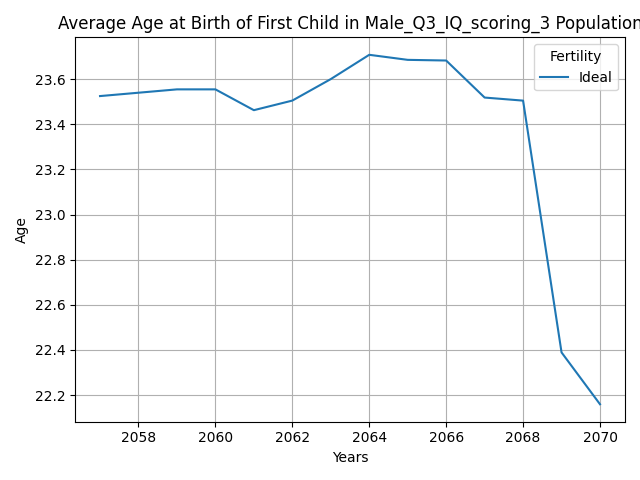 Average Age at Birth of First Child in Male_Q3_IQ_scoring_3 Population
Fertility
Ideal
23.6
23.4
23.2
23.0
22.8
22.6
22.4
22.2
Age
2058 2060 2062 2064 2066 2068 2070
Years